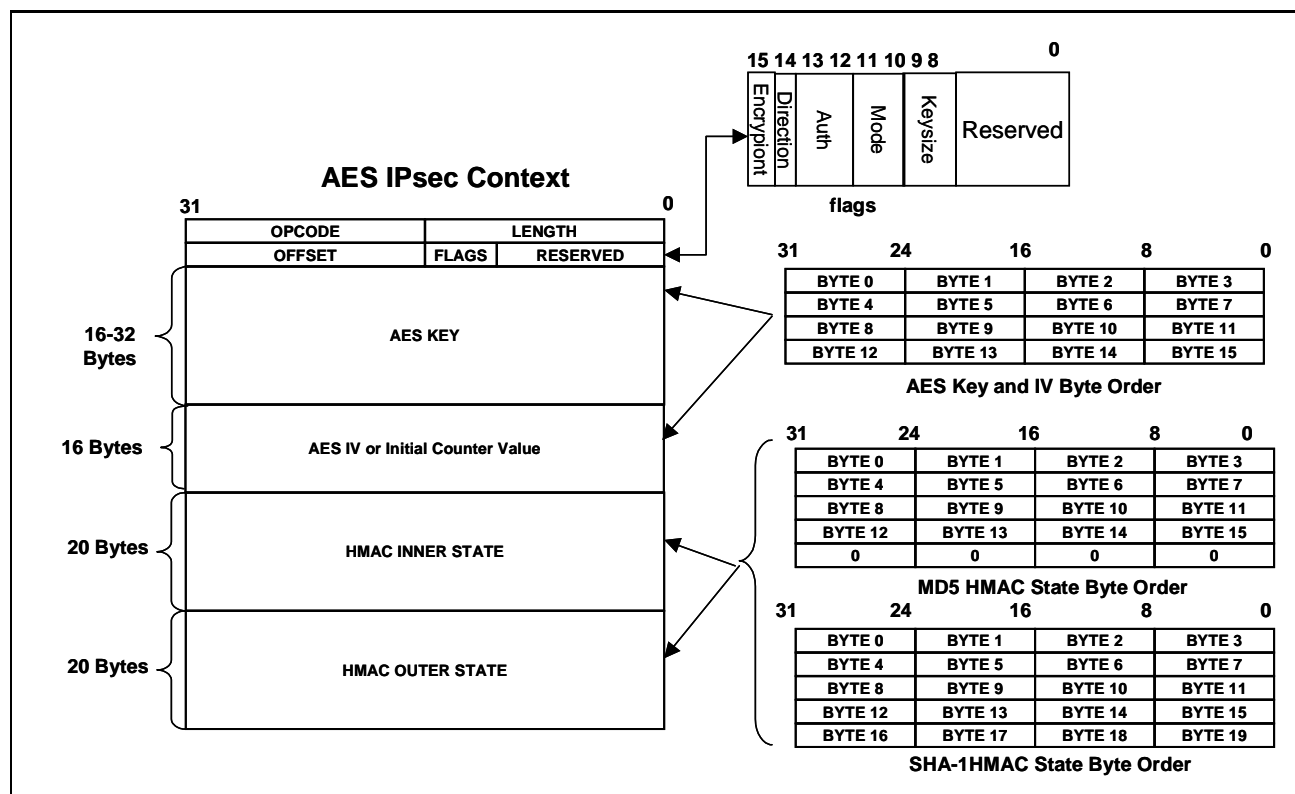 0
15 14 13 12 11 10 9 8
Encrypiont
Direction
Auth
Mode
Keysize
Reserved
flags
AES IPsec Context
31 0
OPCODE LENGTH
OFFSET FLAGS RESERVED
16-32
Bytes
AES KEY
16 Bytes
AES IV or Initial Counter Value
20 Bytes
HMAC INNER STATE
20 Bytes
HMAC OUTER STATE
31 24 16 8 0
BYTE 0 BYTE 1 BYTE 2 BYTE 3
BYTE 4 BYTE 5 BYTE 6 BYTE 7
BYTE 8 BYTE 9 BYTE 10 BYTE 11
BYTE 12 BYTE 13 BYTE 14 BYTE 15
AES Key and IV Byte Order
31 24 16 8 0
BYTE 0 BYTE 1 BYTE 2 BYTE 3
BYTE 4 BYTE 5 BYTE 6 BYTE 7
BYTE 8 BYTE 9 BYTE 10 BYTE 11
BYTE 12 BYTE 13 BYTE 14 BYTE 15
0 0 0 0
MD5 HMAC State Byte Order
31 24 16 8 0
BYTE 0 BYTE 1 BYTE 2 BYTE 3
BYTE 4 BYTE 5 BYTE 6 BYTE 7
BYTE 8 BYTE 9 BYTE 10 BYTE 11
BYTE 12 BYTE 13 BYTE 14 BYTE 15
BYTE 16 BYTE 17 BYTE 18 BYTE 19
SHA-1HMAC State Byte Order